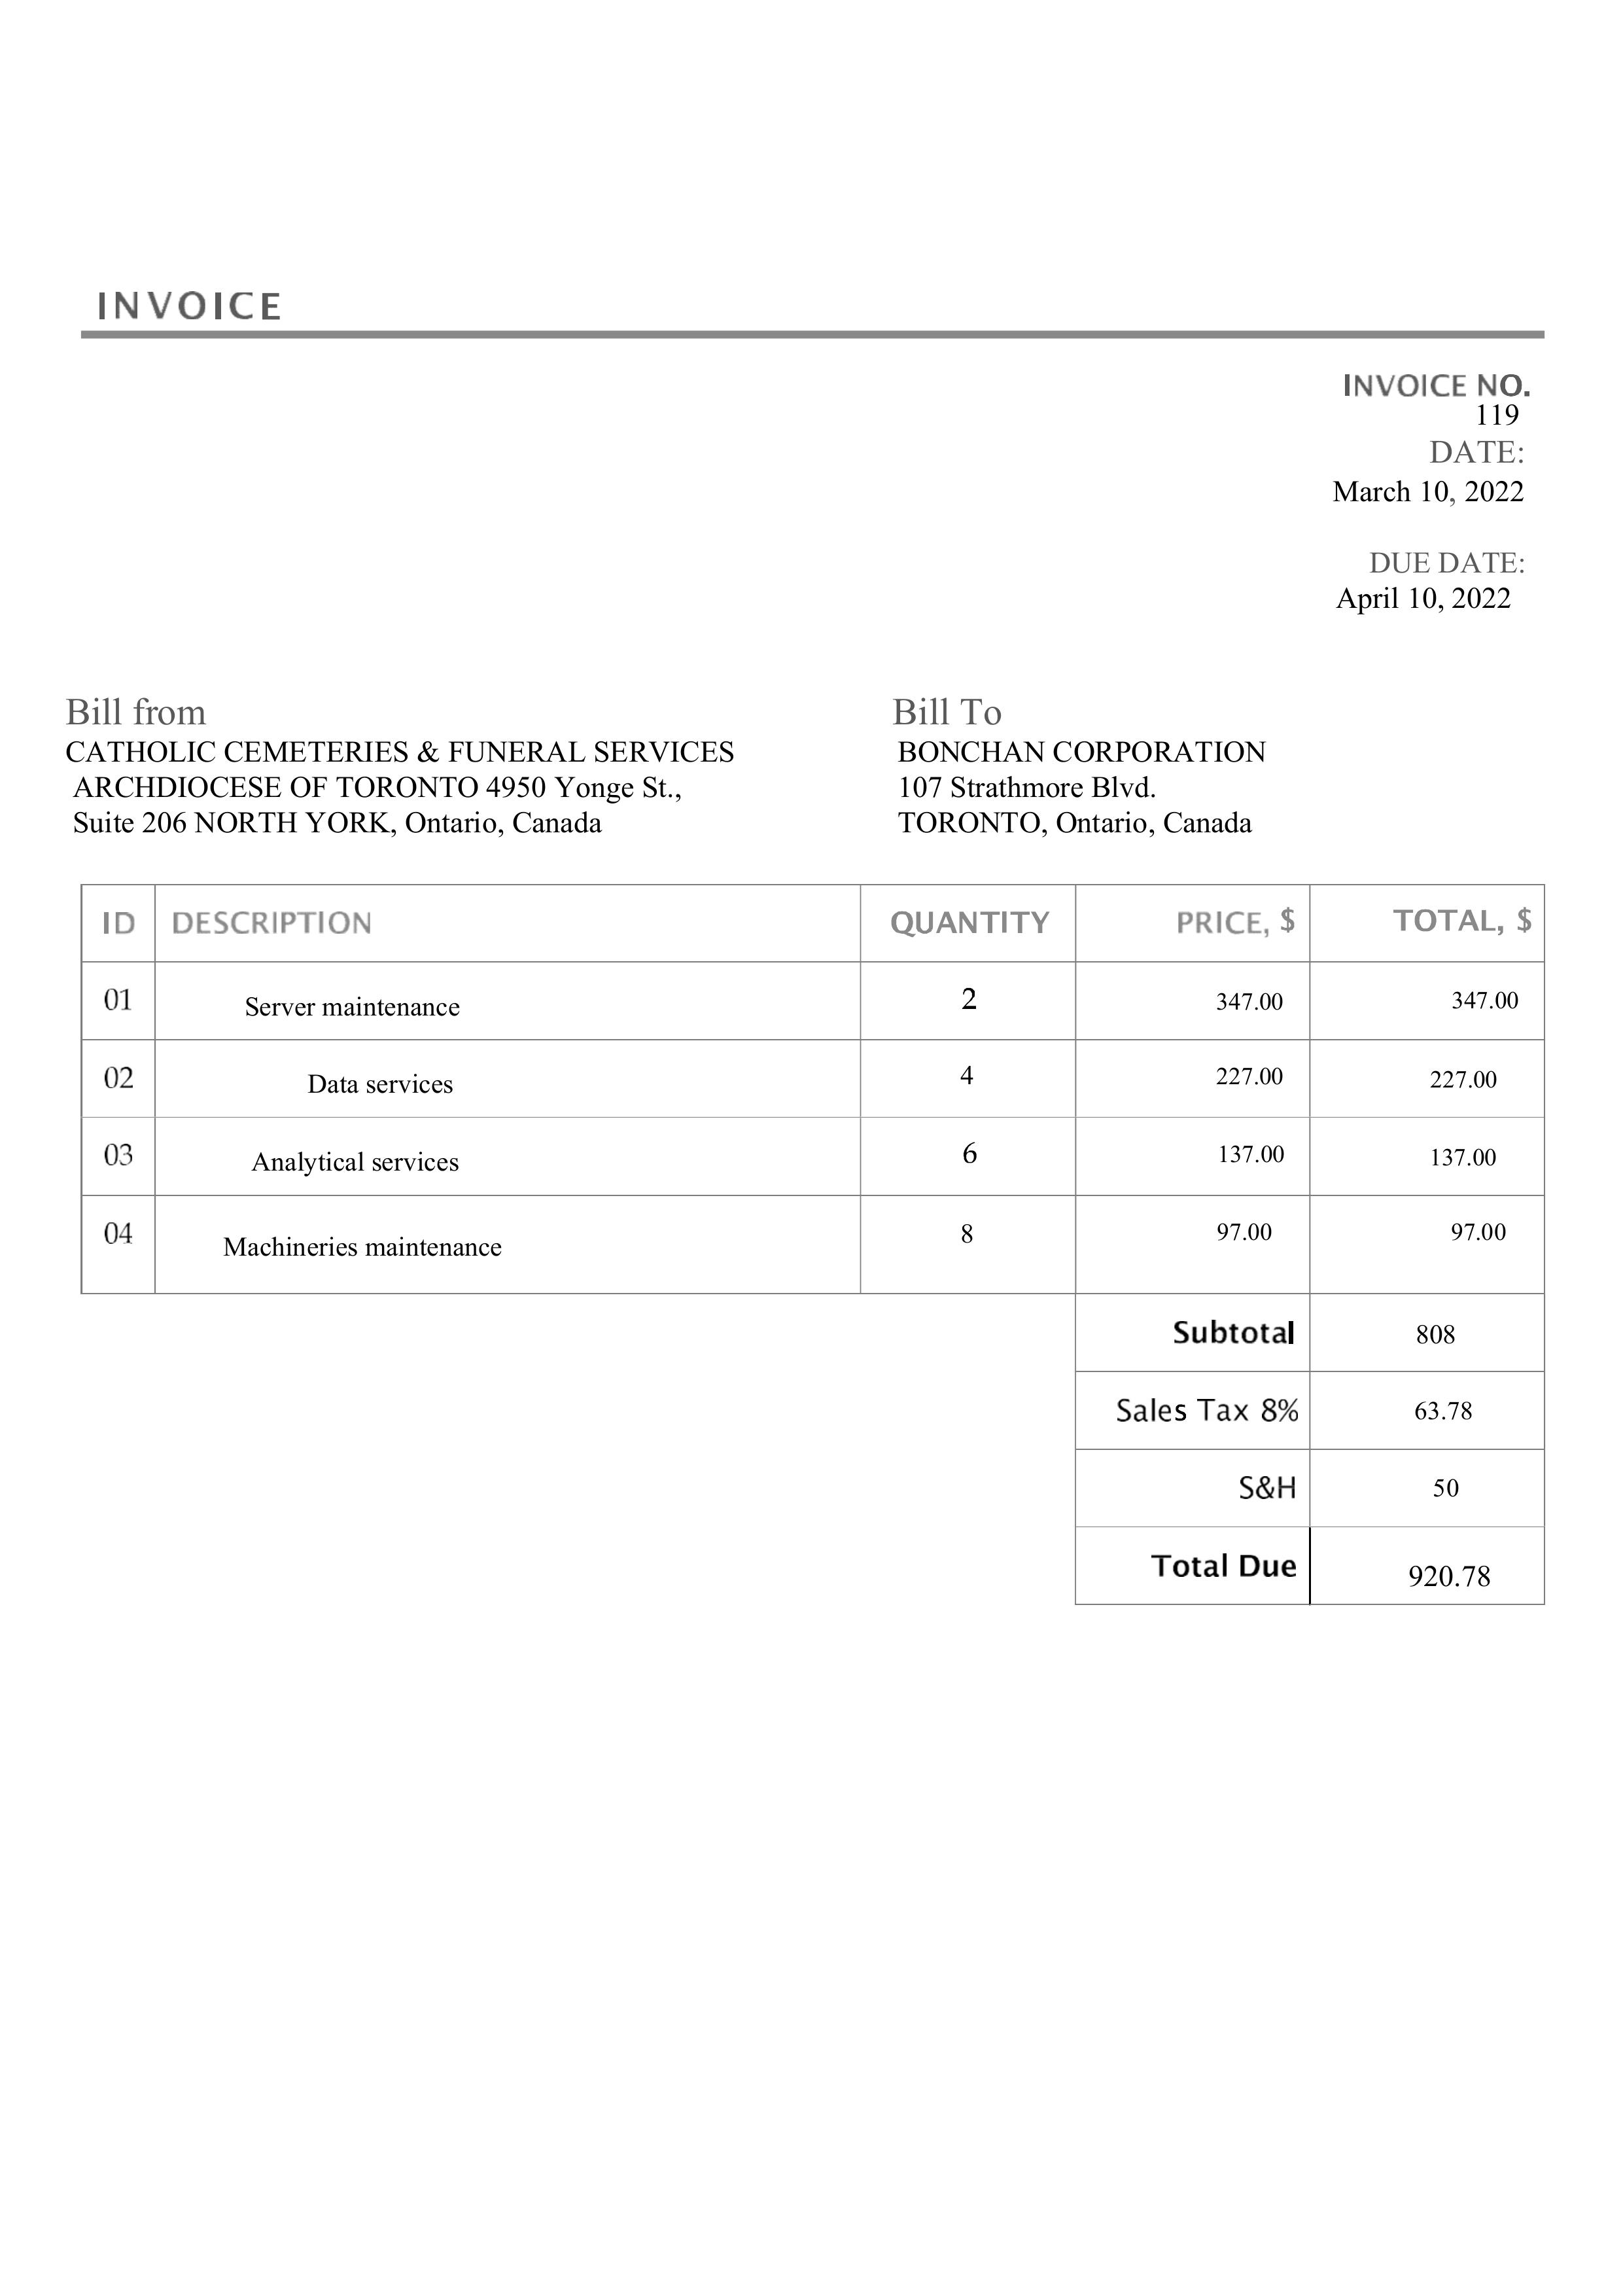 INVOICE
INVOICE NO.
119
DATE:
March 10, 2022
DUE DATE:
April 10, 2022
Bill from
CATHOLIC CEMETERIES & FUNERAL SERVICES
ARCHDIOCESE OF TORONTO 4950 Yonge St.,
Suite 206 NORTH YORK, Ontario, Canada
Bill To
BONCHAN CORPORATION
107 Strathmore Blvd.
TORONTO, Ontario, Canada
ID DESCRIPTION QUANTITY PRICE, $ TOTAL, $
01 Server maintenance 2 347.00 347.00
02 Data services 4 227.00 227.00
03 Analytical services 6 137.00 137.00
04 Machineries maintenance 8 97.00 97.00
Subtotal 808
Sales Tax 8% 63.78
S&H 50
Total Due 920.78